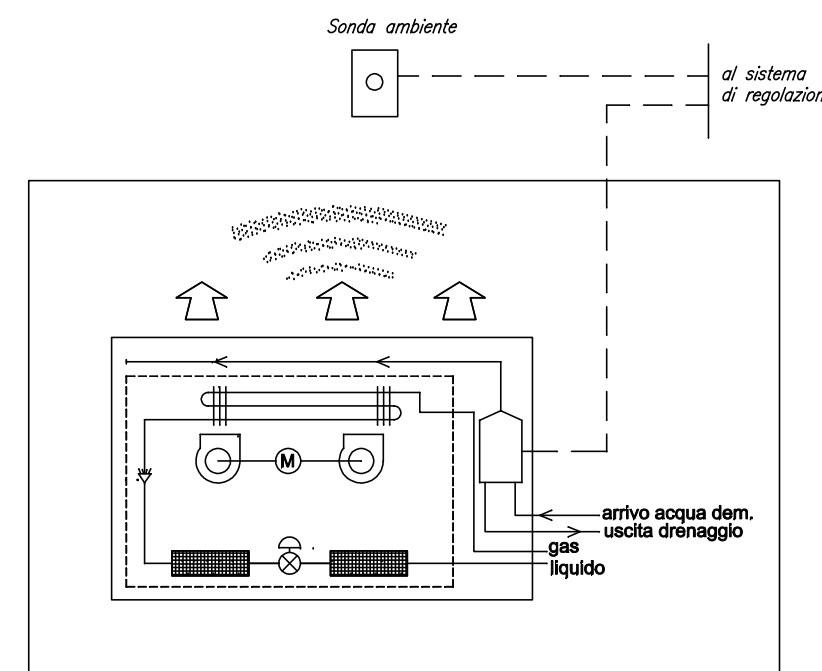 Sonda ambiente
al sistema
di regolazion
M
arrivo acqua dem.
uscita drenaggio
gas
liquido